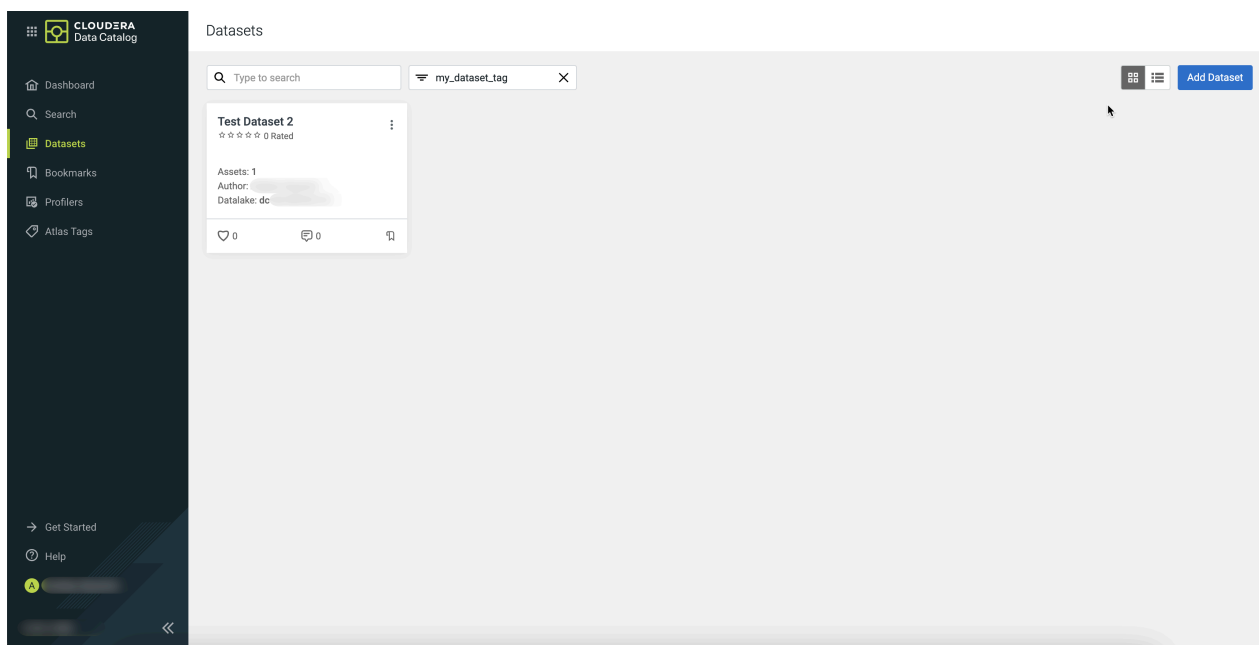 CLOUDERA
Data Catalog
Dashboard
Search
Datasets
Bookmarks
Profilers
Atlas Tags
Get Started
Help
A
Datasets
Type to search
my_dataset_tag
Add Dataset
Test Dataset 2
0 Rated
Assets: 1
Author:
Datalake: dc
0
0